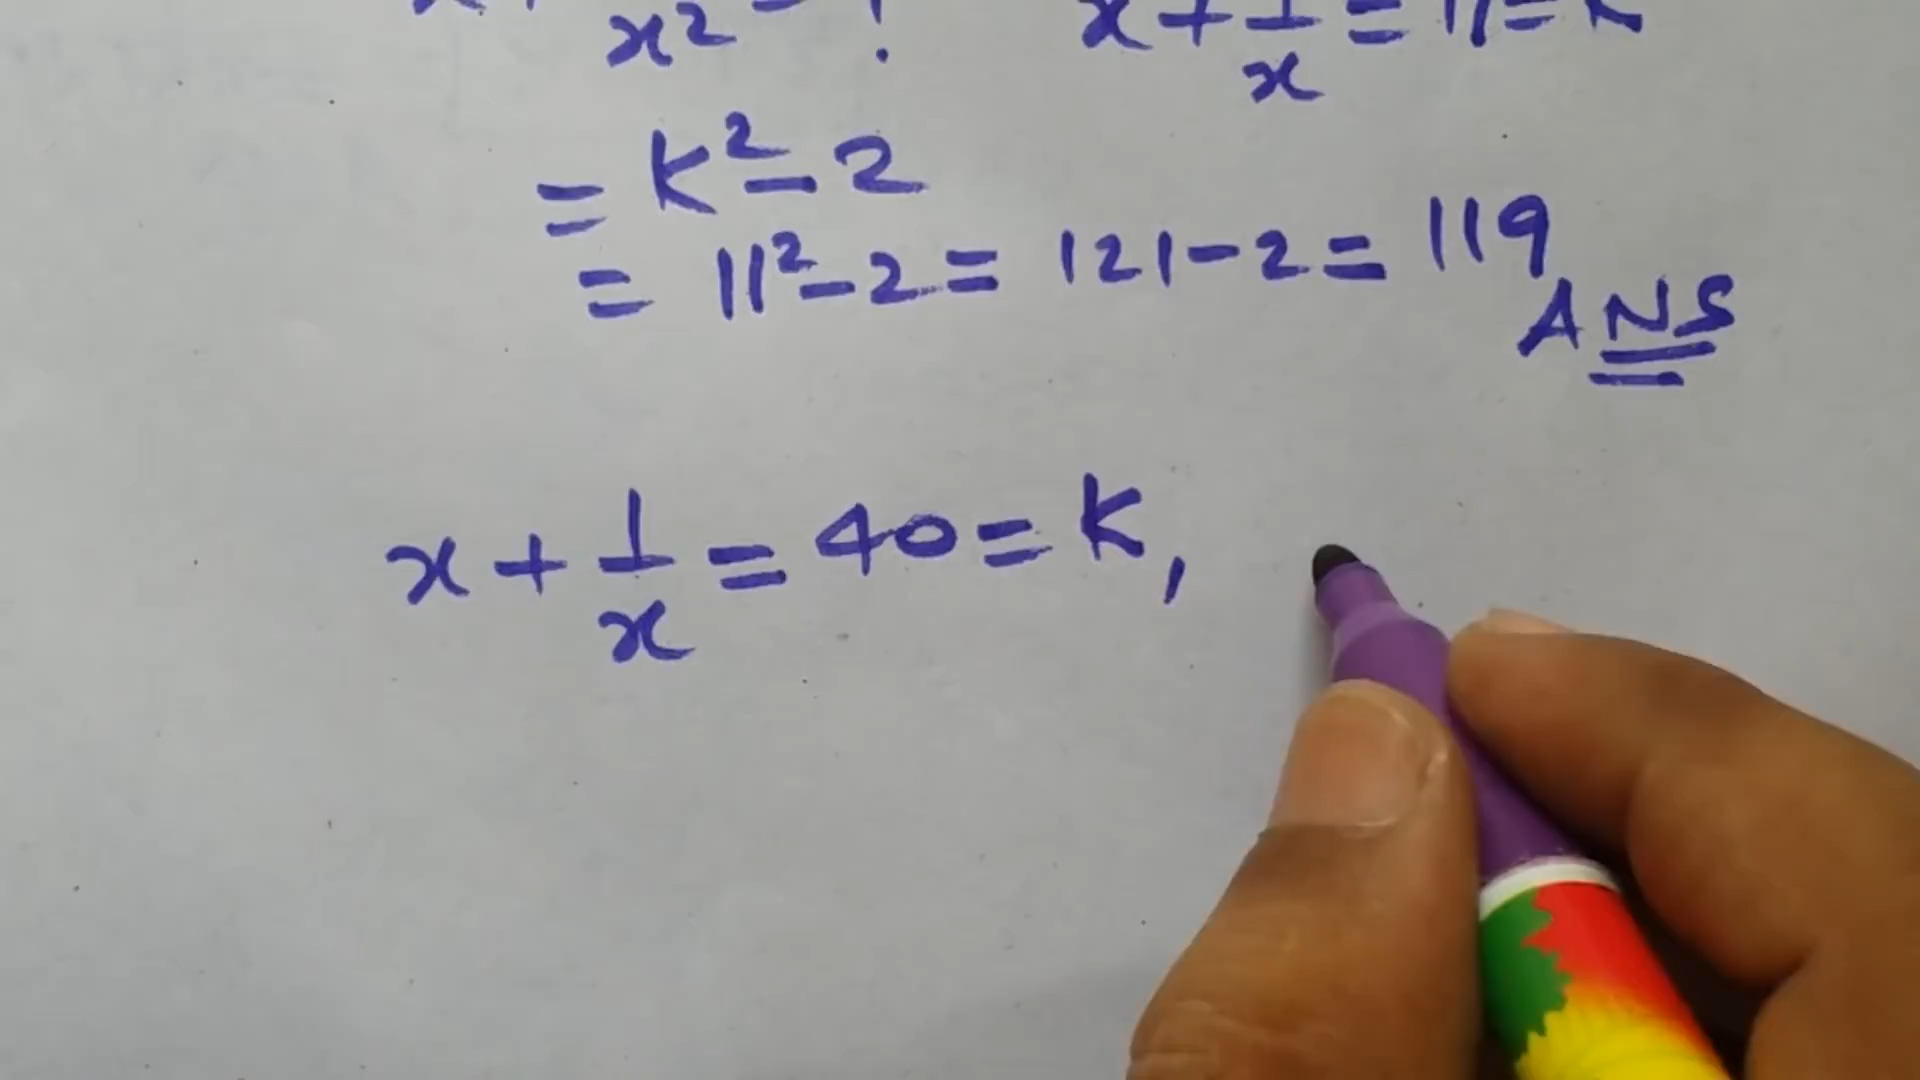 x² = ? x + 1/x = 11 = K
= K² - 2
= 11² - 2 = 121 - 2 = 119
ANS
x + 1/x = 40 = K,